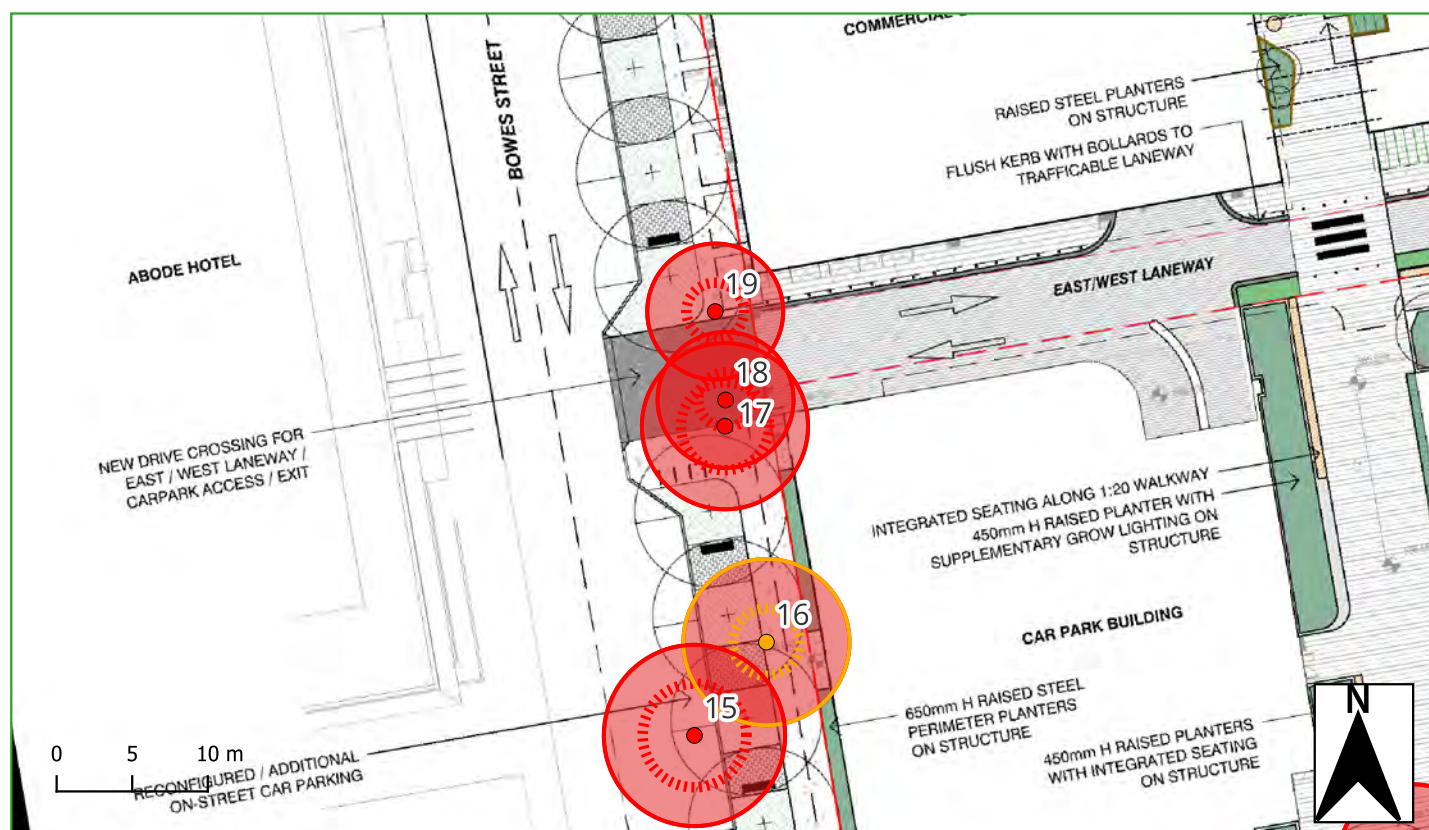 COMMERCIAL
BOWES STREET
RAISED STEEL PLANTERS
ON STRUCTURE
FLUSH KERB WITH BOLLARDS TO
TRAFFICABLE LANEWAY
ABODE HOTEL
EAST/WEST LANEWAY
19
18
17
NEW DRIVE CROSSING FOR
EAST / WEST LANEWAY /
CARPARK ACCESS / EXIT
INTEGRATED SEATING ALONG 1:20 WALKWAY
450mm H RAISED PLANTER WITH
SUPPLEMENTARY GROW LIGHTING ON
STRUCTURE
16
CAR PARK BUILDING
15
650mm H RAISED STEEL
PERIMETER PLANTERS
ON STRUCTURE
450mm H RAISED PLANTERS
WITH INTEGRATED SEATING
ON STRUCTURE
N
0 5 10 m
RECONFIGURED / ADDITIONAL
ON-STREET CAR PARKING